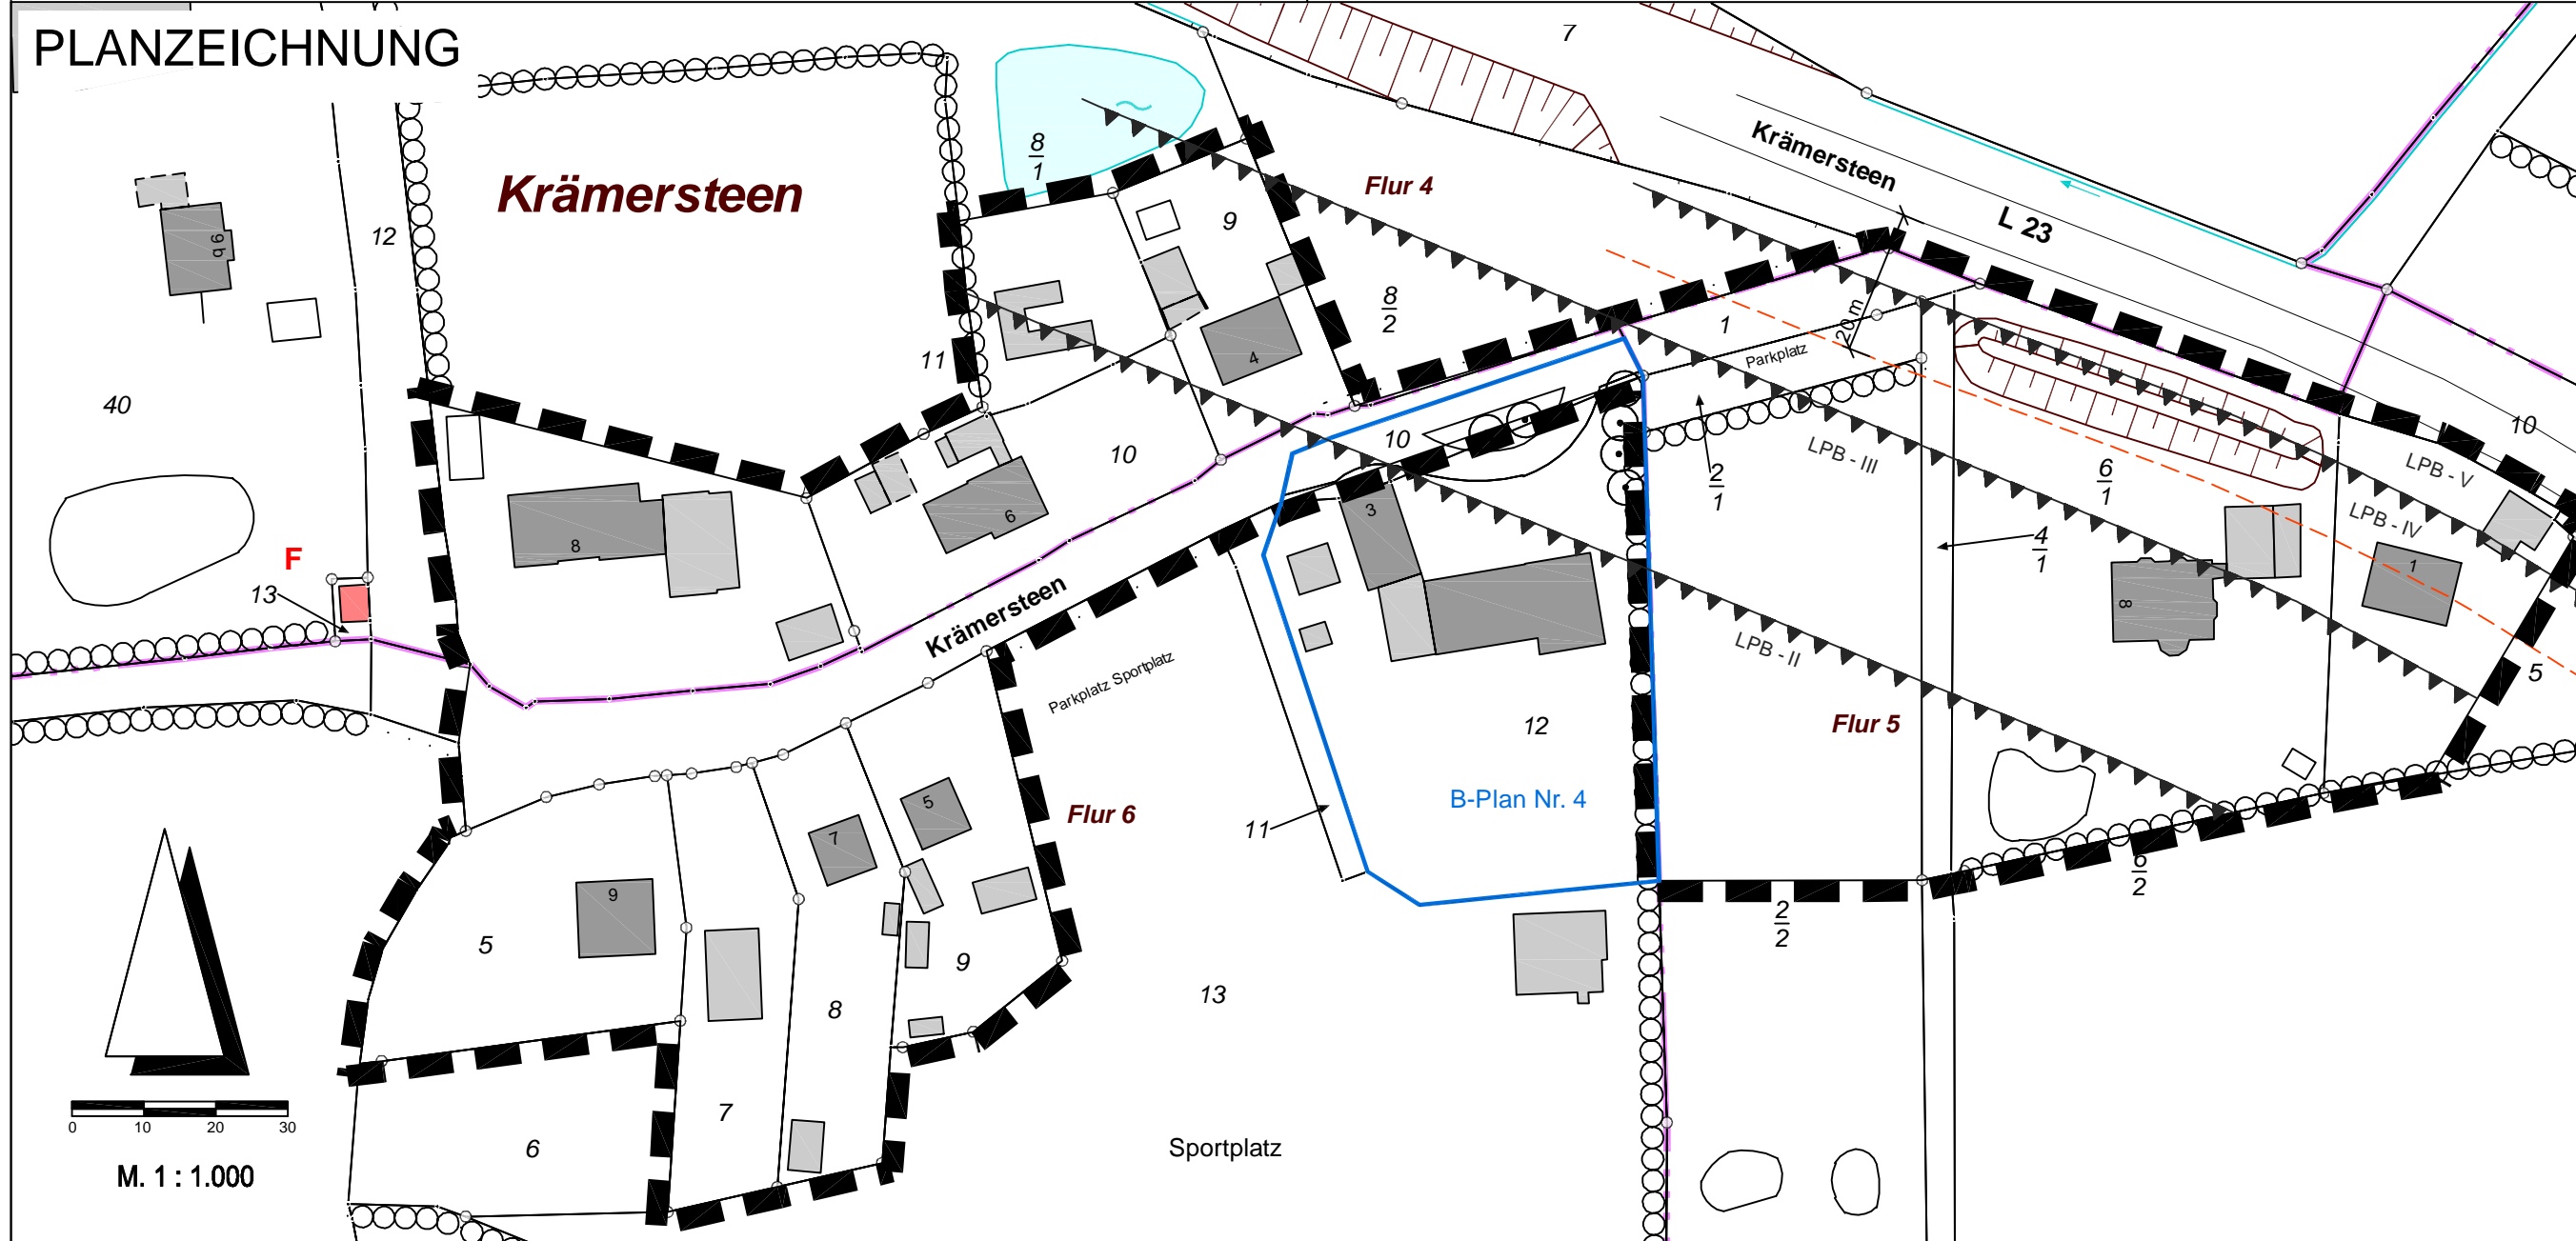 PLANZEICHNUNG
7
Krämersteen
8
1
9
Flur 4
Krämersteen
L 23
9 b
12
11
4
8
2
1
20 m
Parkplatz
40
10
10
10
LPB - III
2
1
6
1
LPB - V
LPB - IV
8
6
3
F
13
4
1
8
1
Krämersteen
Parkplatz Sportplatz
LPB - II
5
12
Flur 5
B-Plan Nr. 4
5
7
Flur 6
11
6
2
9
5
9
2
2
8
13
7
6
Sportplatz
0 10 20 30
M. 1 : 1.000